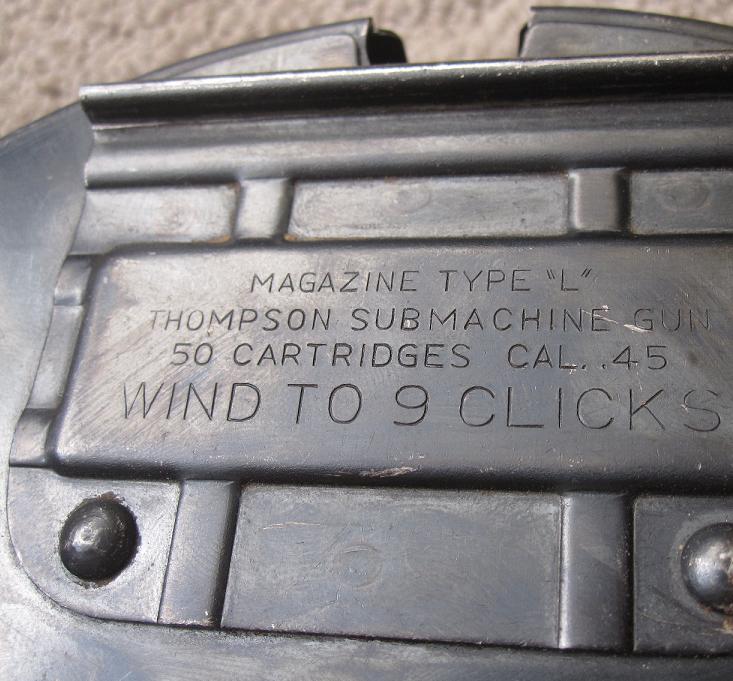 MAGAZINE TYPE "L"
THOMPSON SUBMACHINE GUN
50 CARTRIDGES CAL. .45
WIND TO 9 CLICKS